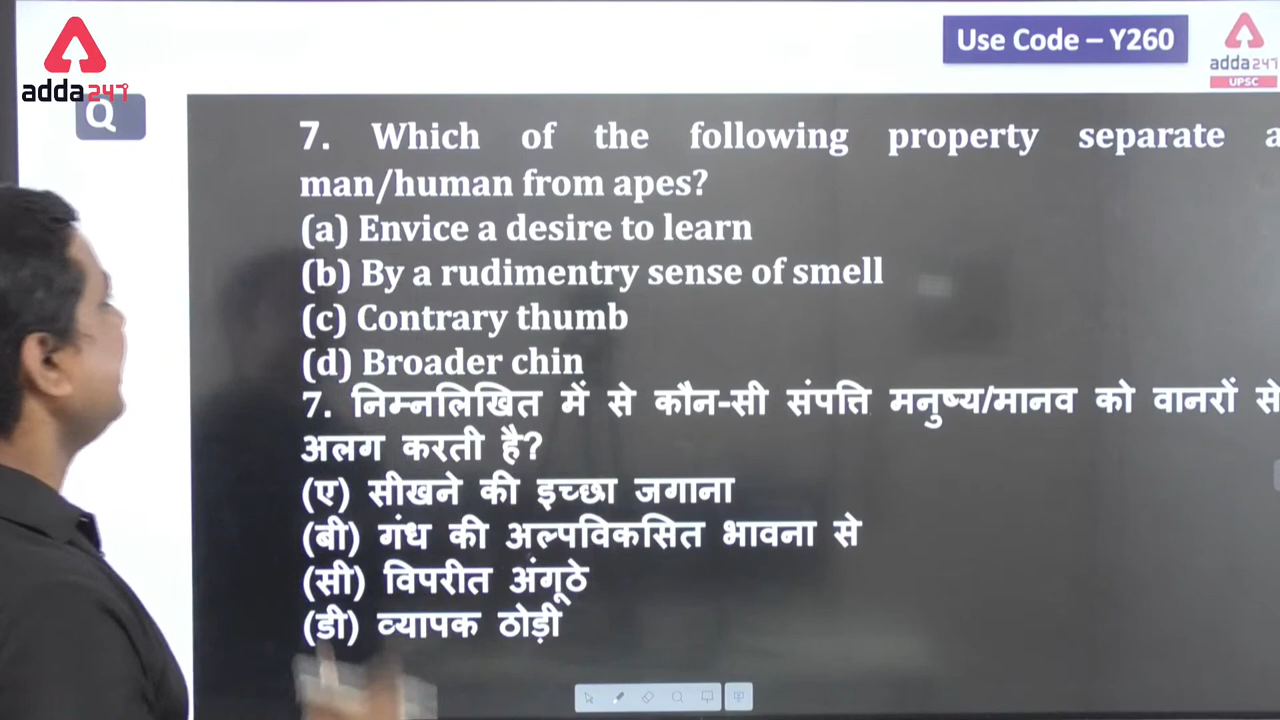 adda247
Use Code – Y260
adda247
UPSC
Q
7. Which of the following property separate a
man/human from apes?
(a) Envice a desire to learn
(b) By a rudimentry sense of smell
(c) Contrary thumb
(d) Broader chin
7. निम्नलिखित में से कौन-सी संपत्ति मनुष्य/मानव को वानरों से
अलग करती है?
(ए) सीखने की इच्छा जगाना
(बी) गंध की अल्पविकसित भावना से
(सी) विपरीत अंगूठे
(डी) व्यापक ठोड़ी